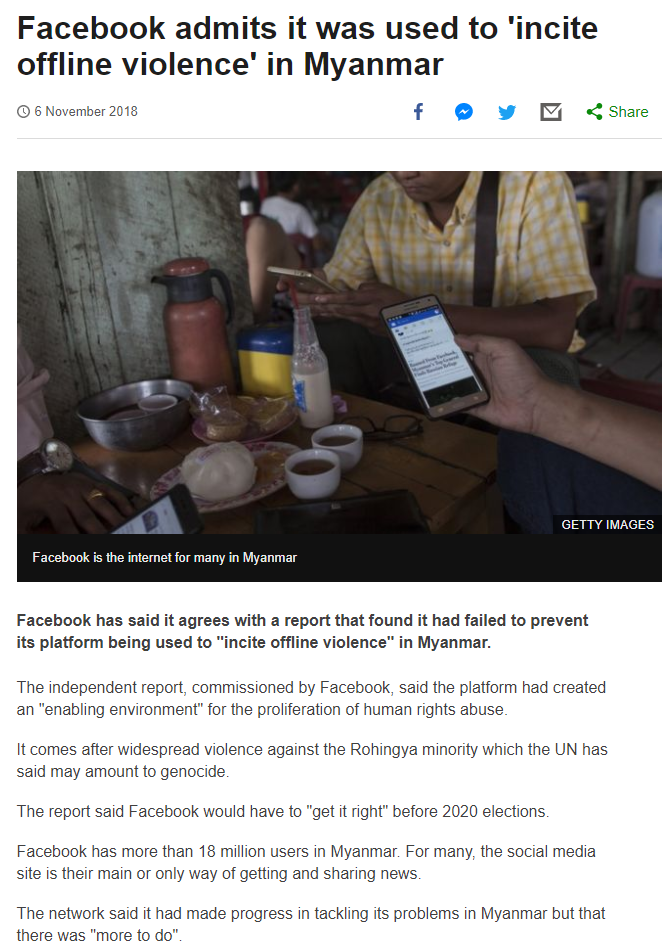 Facebook admits it was used to 'incite
offline violence' in Myanmar
6 November 2018
Share
GETTY IMAGES
Facebook is the internet for many in Myanmar
Facebook has said it agrees with a report that found it had failed to prevent
its platform being used to "incite offline violence" in Myanmar.
The independent report, commissioned by Facebook, said the platform had created
an "enabling environment" for the proliferation of human rights abuse.
It comes after widespread violence against the Rohingya minority which the UN has
said may amount to genocide.
The report said Facebook would have to "get it right" before 2020 elections.
Facebook has more than 18 million users in Myanmar. For many, the social media
site is their main or only way of getting and sharing news.
The network said it had made progress in tackling its problems in Myanmar but that
there was "more to do".